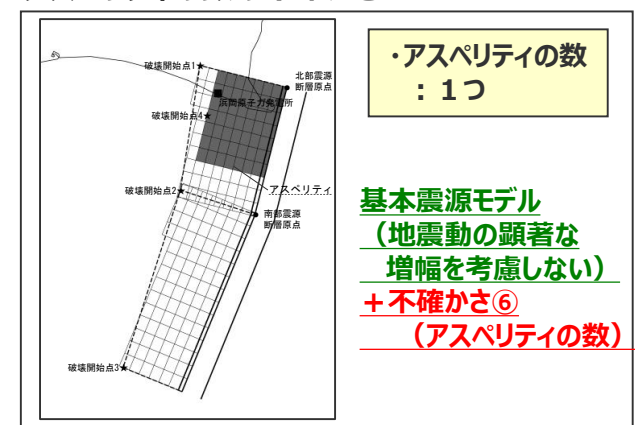 破壊開始点1
北部震源
断層原点
浜岡原子力発電所
破壊開始点4
アスペリティ
破壊開始点2
南部震源
断層原点
破壊開始点3
・アスペリティの数
：１つ
基本震源モデル
（地震動の顕著な
増幅を考慮しない）
＋不確かさ⑥
（アスペリティの数）